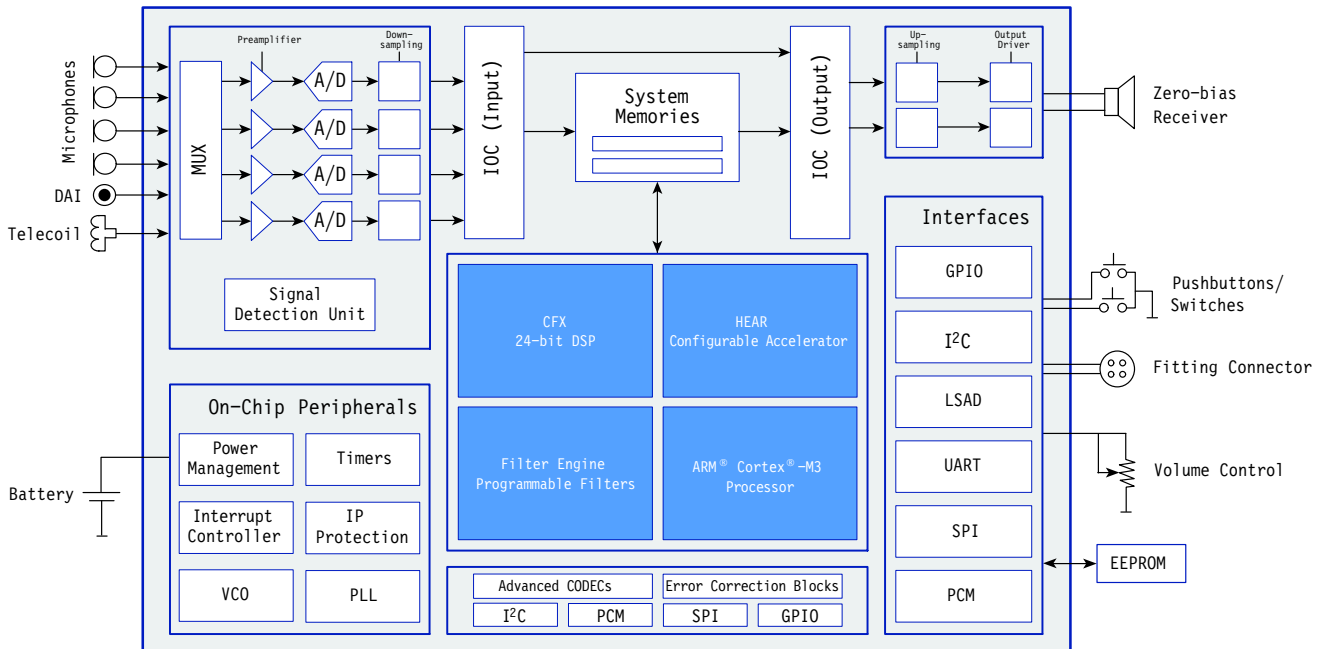 Microphones
DAI
Telecoil
Battery
Preamplifier
Down-
sampling
MUX
A/D
A/D
A/D
A/D
Signal
Detection Unit
IOC (Input)
System
Memories
IOC (Output)
Up-
sampling
Output
Driver
Zero-bias
Receiver
CFX
24-bit DSP
HEAR
Configurable Accelerator
Filter Engine
Programmable Filters
ARM® Cortex®-M3
Processor
On-Chip Peripherals
Power
Management
Timers
Interrupt
Controller
IP
Protection
VCO
PLL
Advanced CODECs
Error Correction Blocks
I²C
PCM
SPI
GPIO
Interfaces
GPIO
I²C
LSAD
UART
SPI
PCM
Pushbuttons/
Switches
Fitting Connector
Volume Control
EEPROM